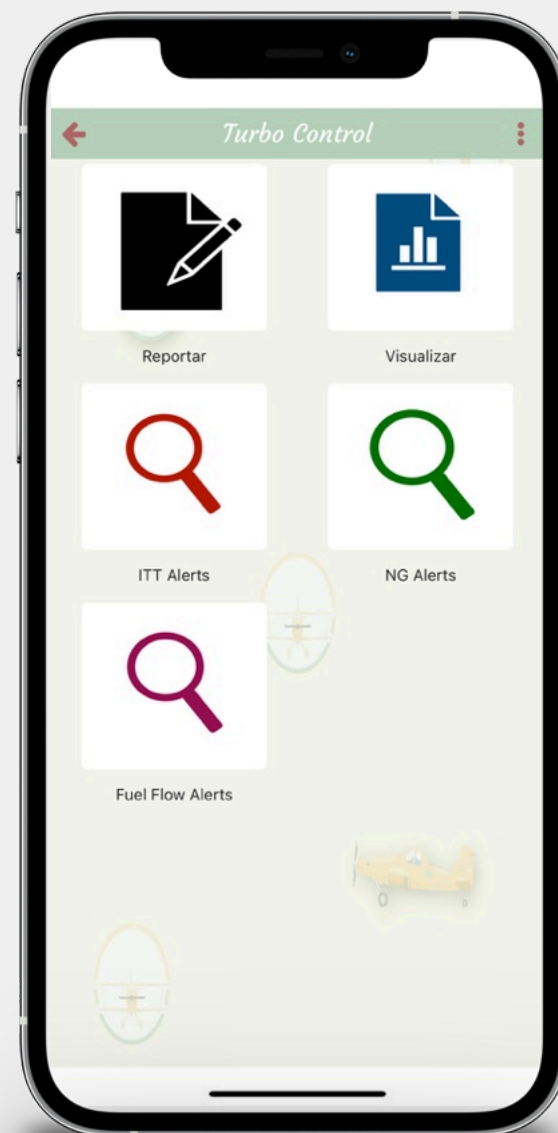 Turbo Control
Reportar
Visualizar
ITT Alerts
NG Alerts
Fuel Flow Alerts